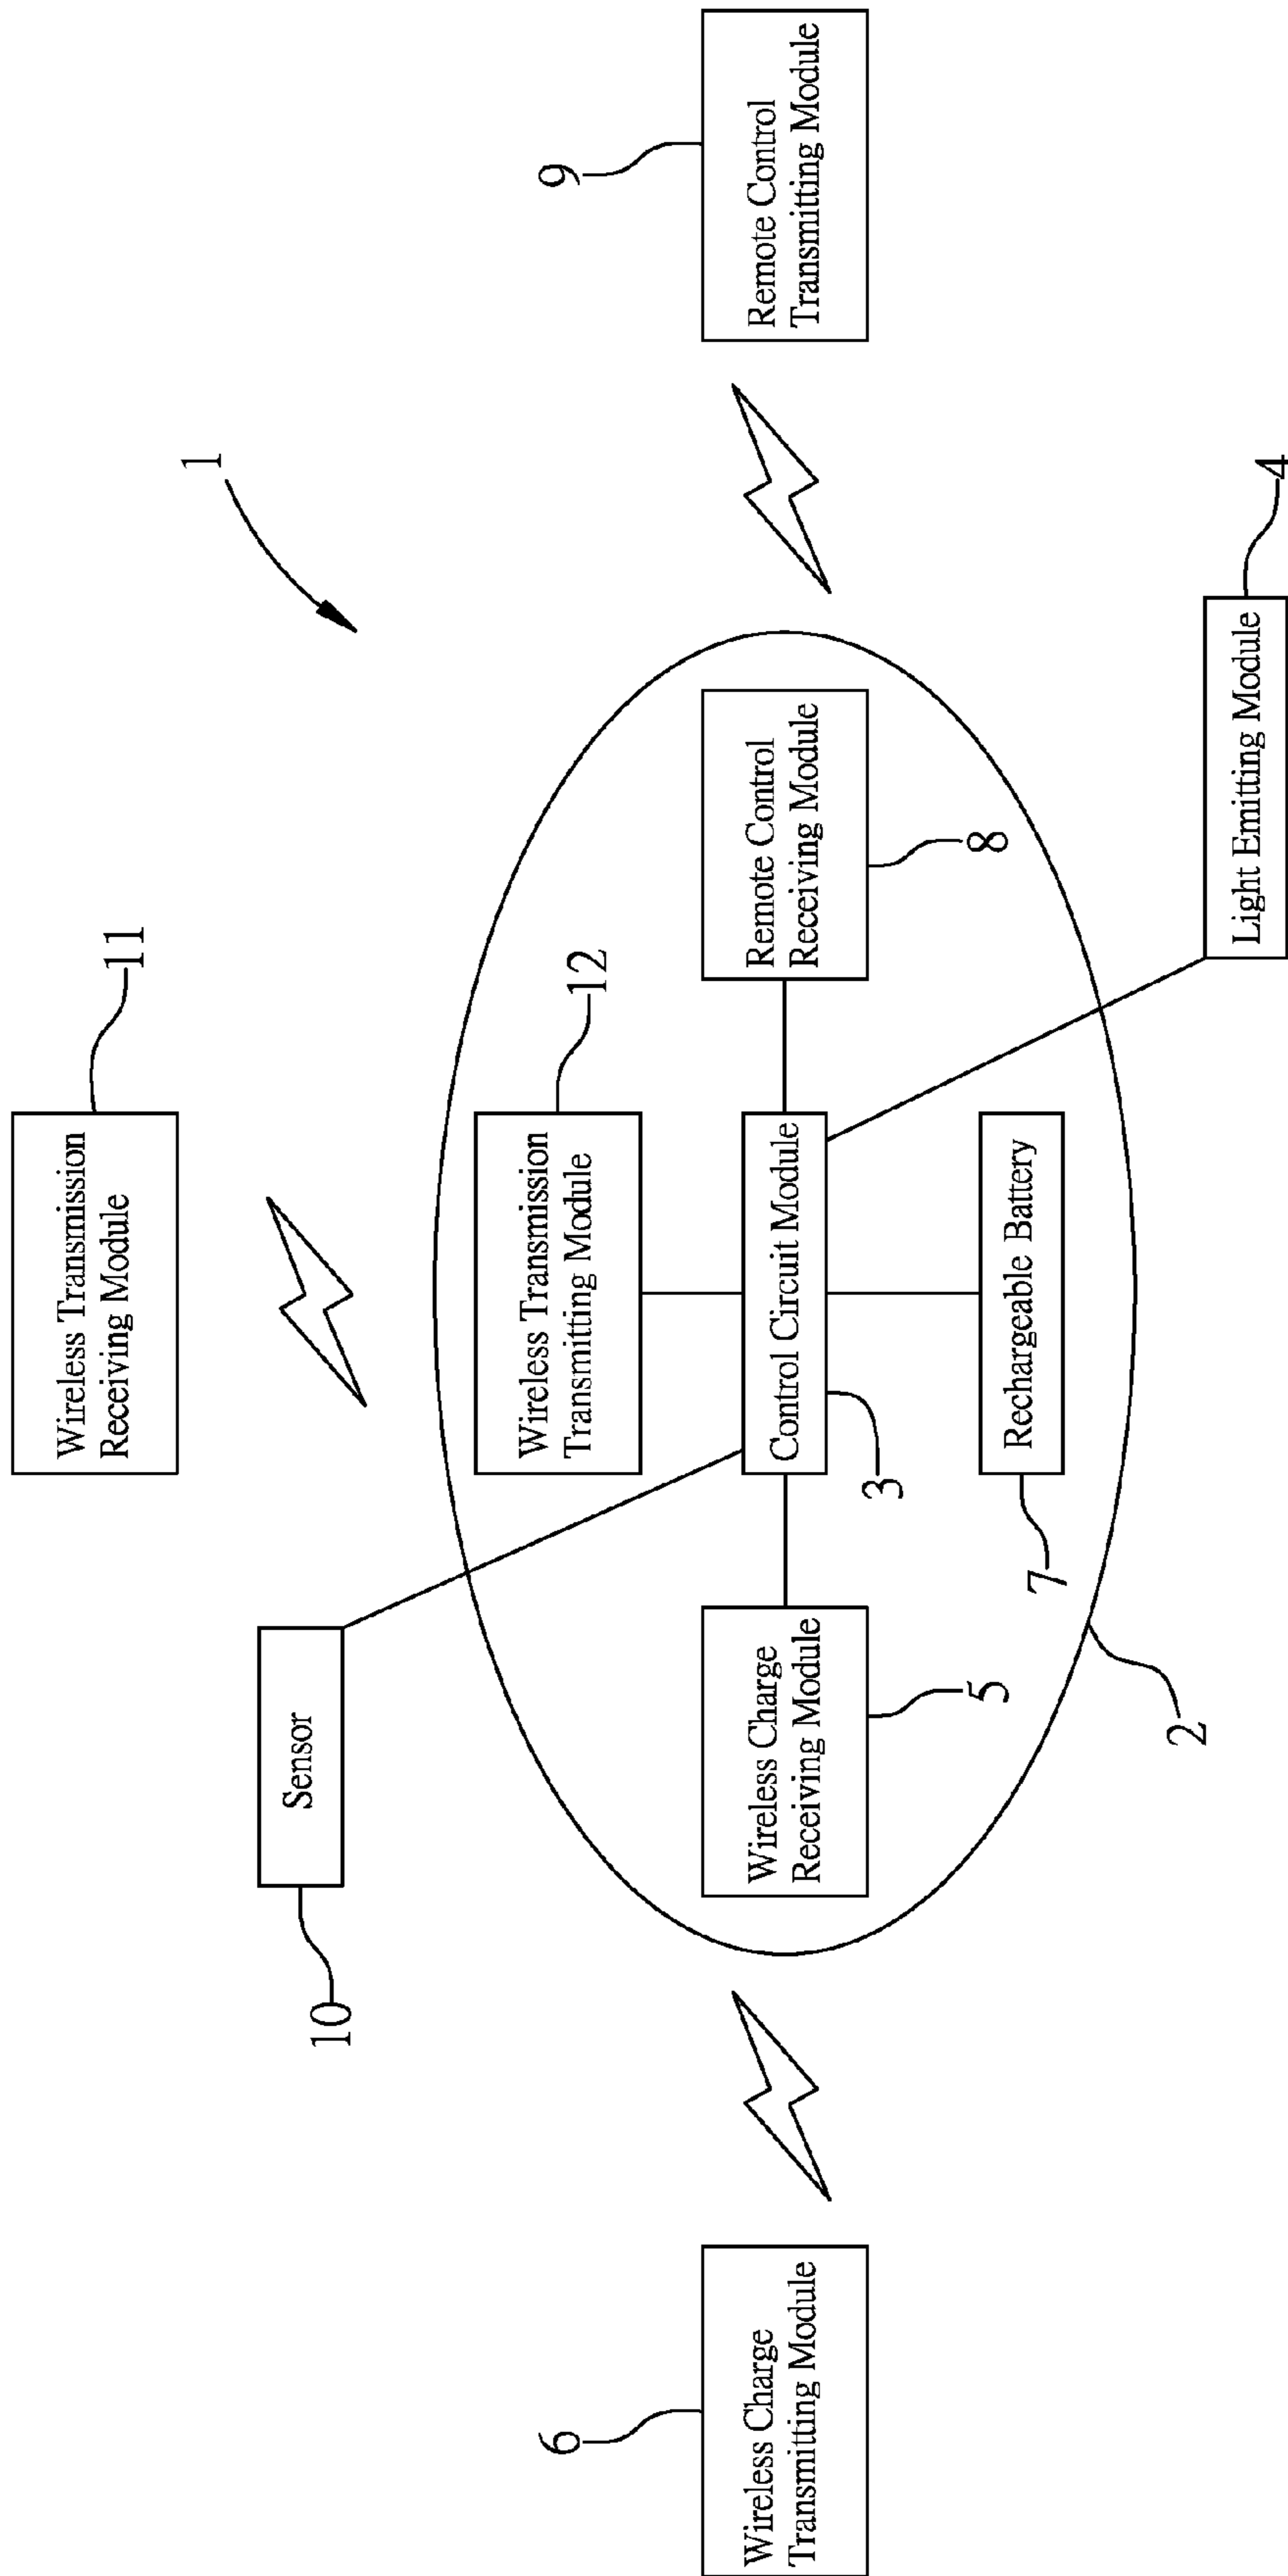 11
Wireless Transmission
Receiving Module
1
Sensor
10
Wireless Transmission
Transmitting Module
12
6
Wireless Charge
Transmitting Module
Wireless Charge
Receiving Module
5
Control Circuit Module
3
Remote Control
Receiving Module
8
9
Remote Control
Transmitting Module
Rechargeable Battery
7
2
Light Emitting Module
4